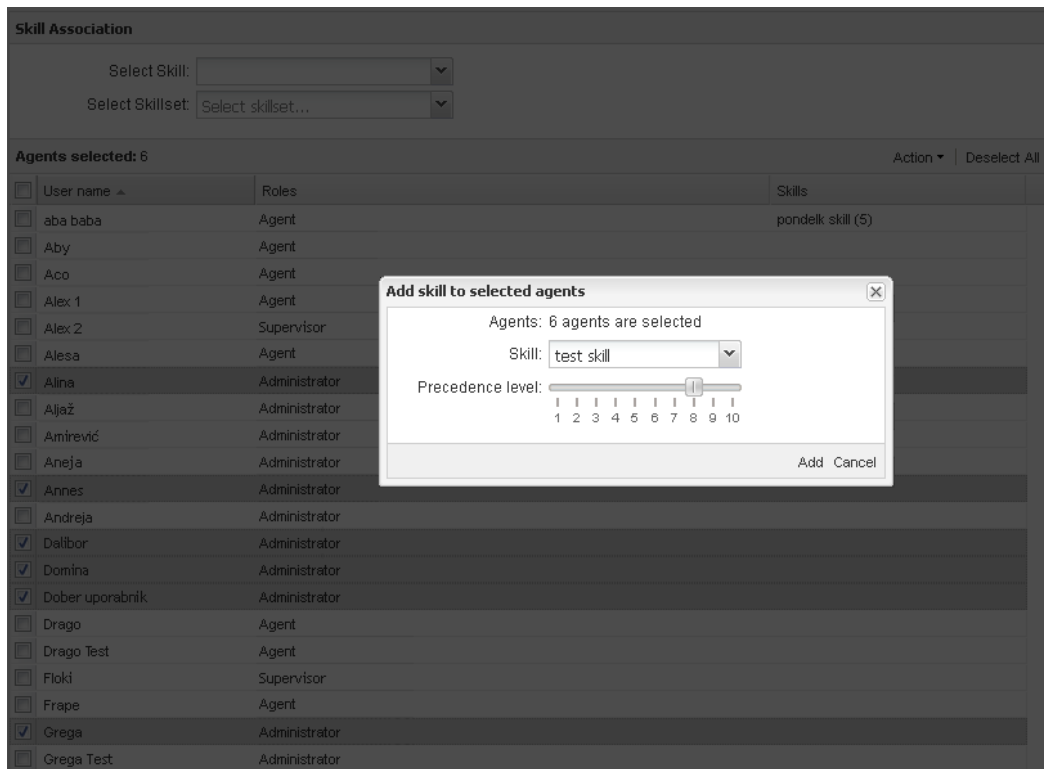 Skill Association
Select Skill:
Select Skillset: Select skillset...
Agents selected: 6 Action Deselect All
User name Roles Skills
aba baba Agent pondelk skill (5)
Aby Agent
Aco Agent
Alex 1 Agent
Alex 2 Supervisor
Alesa Agent
Alina Administrator
Aljaž Administrator
Amirević Administrator
Aneja Administrator
Annes Administrator
Andreja Administrator
Dalibor Administrator
Domina Administrator
Dober uporabnik Administrator
Drago Agent
Drago Test Agent
Floki Supervisor
Frape Agent
Grega Administrator
Grega Test Administrator
Add skill to selected agents
Agents: 6 agents are selected
Skill: test skill
Precedence level:
1 2 3 4 5 6 7 8 9 10
Add Cancel